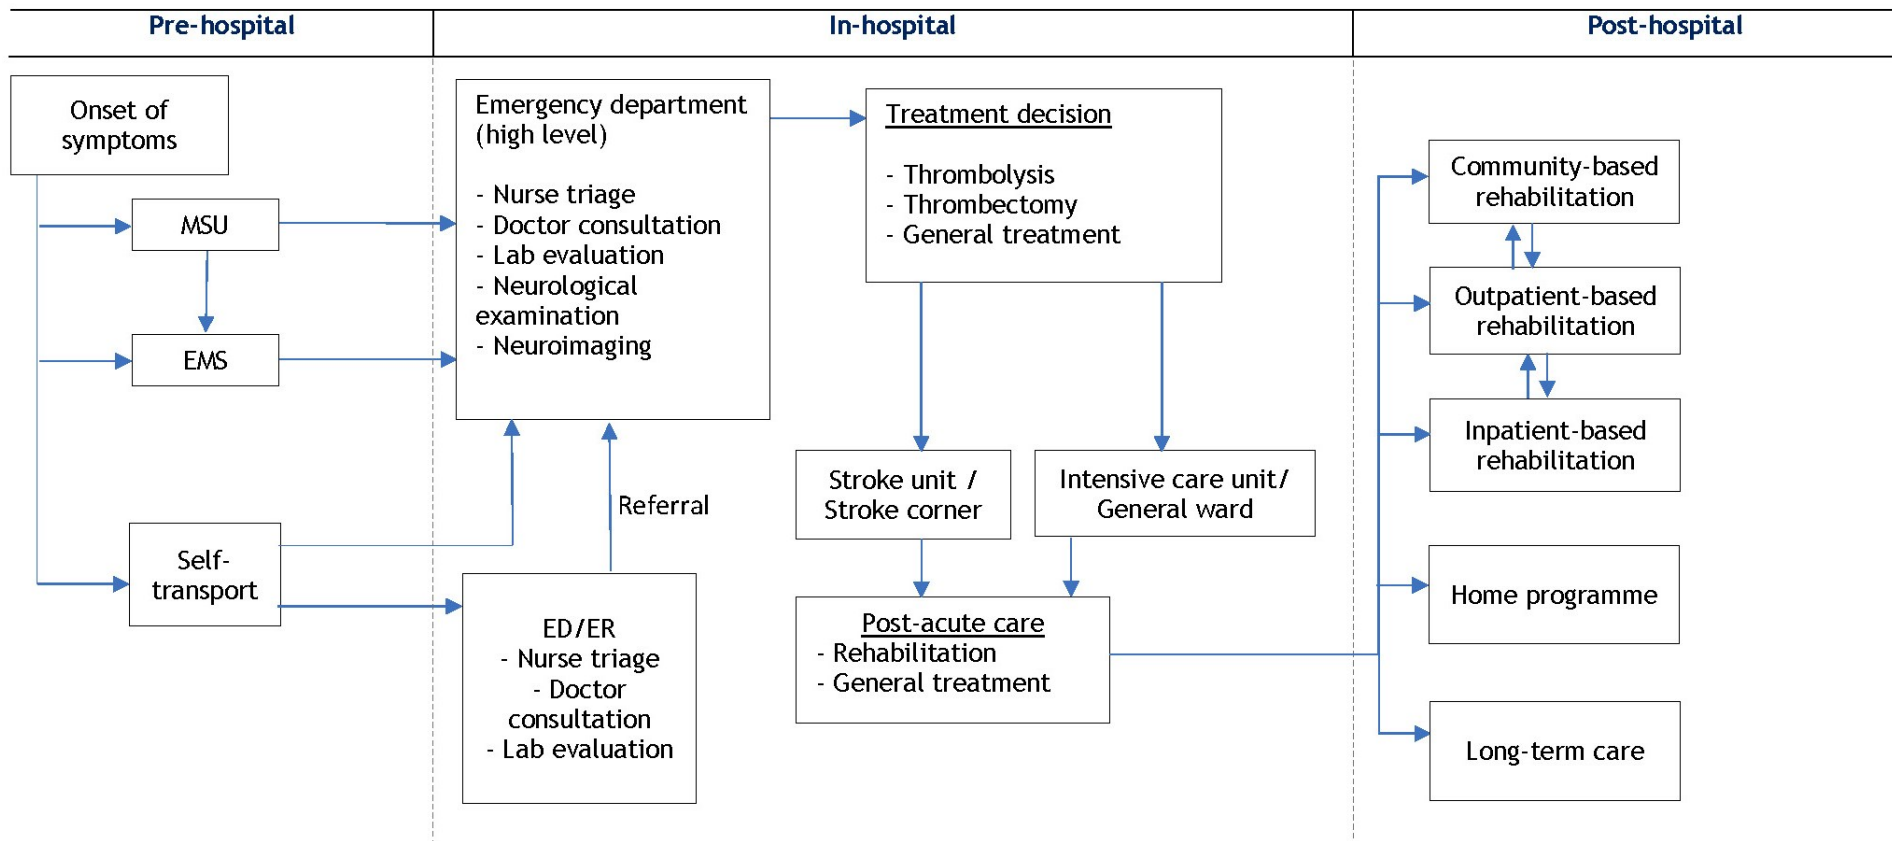 Pre-hospital
In-hospital
Post-hospital
Onset of
symptoms
MSU
EMS
Self-
transport
Emergency department
(high level)
- Nurse triage
- Doctor consultation
- Lab evaluation
- Neurological
examination
- Neuroimaging
Referral
ED/ER
- Nurse triage
- Doctor
consultation
- Lab evaluation
Treatment decision
- Thrombolysis
- Thrombectomy
- General treatment
Stroke unit /
Stroke corner
Intensive care unit/
General ward
Post-acute care
- Rehabilitation
- General treatment
Community-based
rehabilitation
Outpatient-based
rehabilitation
Inpatient-based
rehabilitation
Home programme
Long-term care